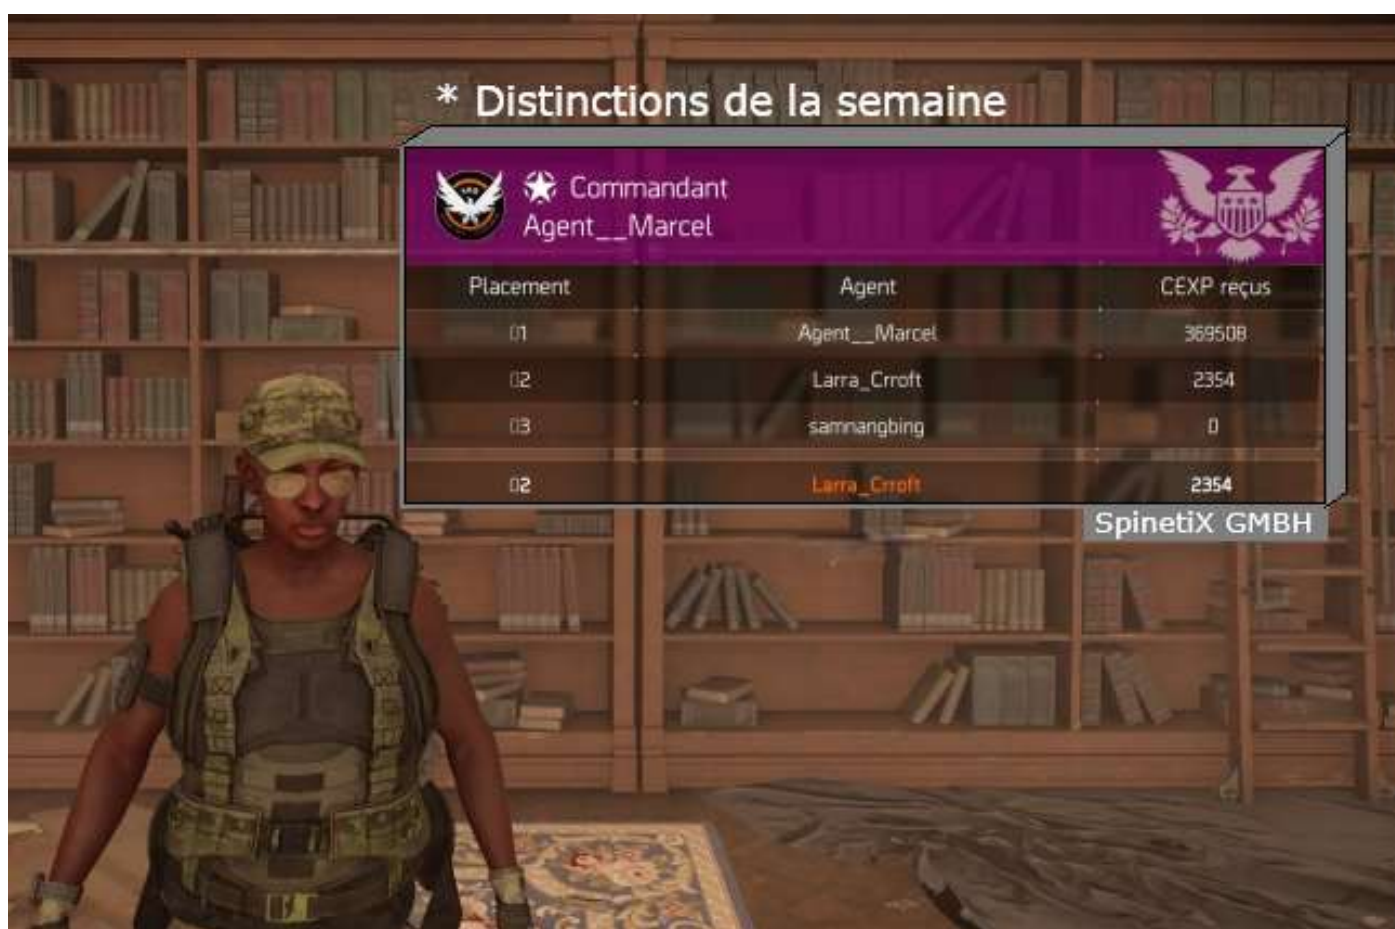 * Distinctions de la semaine
Commandant
Agent__Marcel
Placement Agent CEXP reçus
01 Agent__Marcel 369508
02 Larra_Crroft 2354
03 samnangbing 0
02 Larra_Crroft 2354
SpinetiX GMBH